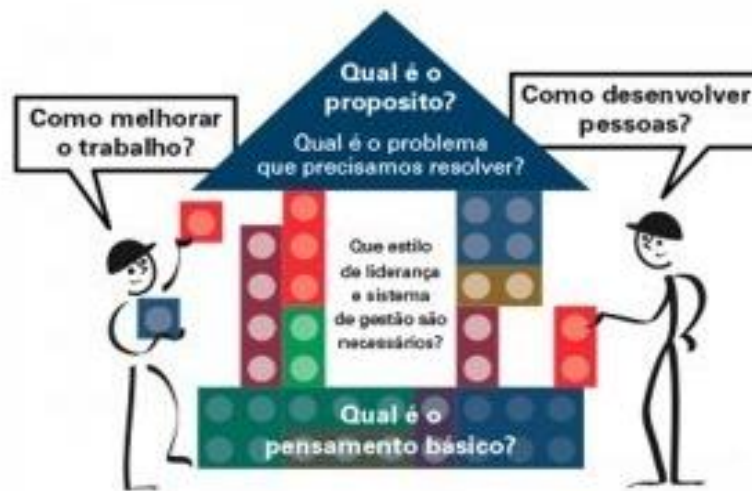 Qual é o
proposito?
Qual é o problema
que precisamos resolver?
Como melhorar
o trabalho?
Como desenvolver
pessoas?
Que estilo
de liderança
e sistema
de gestão são
necessários?
Qual é o
pensamento básico?